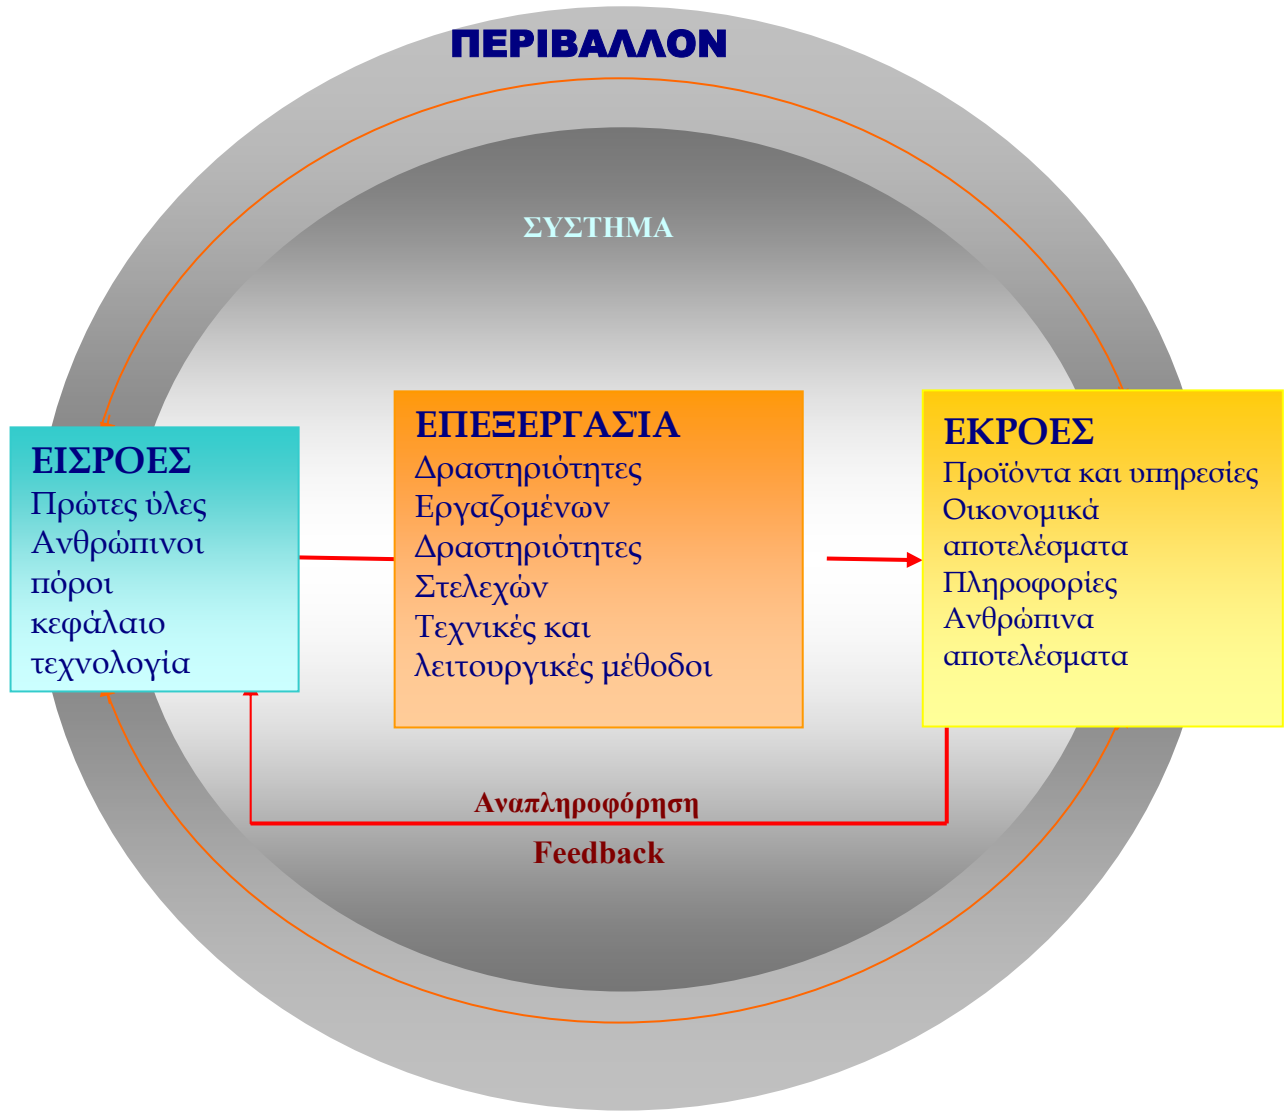 ΠΕΡΙΒΑΛΛΟΝ
ΣΥΣΤΗΜΑ
ΕΙΣΡΟΕΣ
Πρώτες ύλες
Ανθρώπινοι
πόροι
κεφάλαιο
τεχνολογία
ΕΠΕΞΕΡΓΑΣΊΑ
Δραστηριότητες
Εργαζομένων
Δραστηριότητες
Στελεχών
Τεχνικές και
λειτουργικές μέθοδοι
ΕΚΡΟΕΣ
Προϊόντα και υπηρεσίες
Οικονομικά
αποτελέσματα
Πληροφορίες
Ανθρώπινα
αποτελέσματα
Αναπληροφόρηση
Feedback